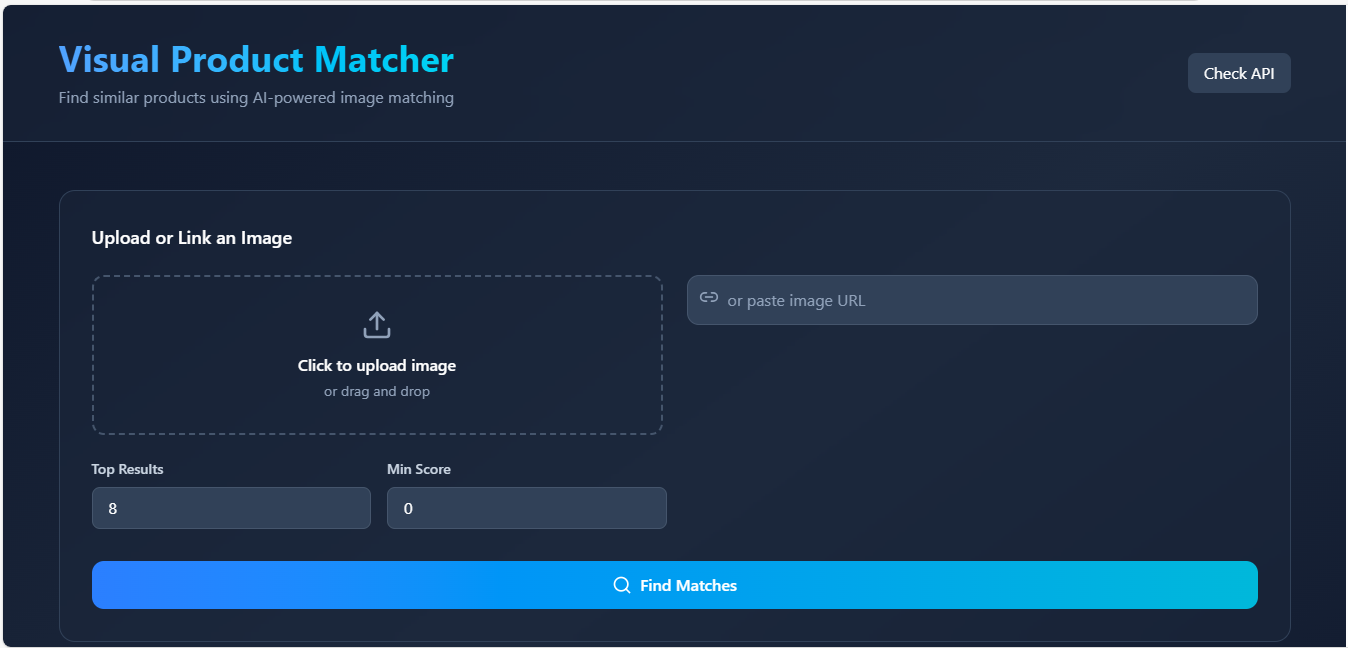 Visual Product Matcher
Find similar products using AI-powered image matching
Check API
Upload or Link an Image
Click to upload image
or drag and drop
or paste image URL
Top Results
Min Score
8
0
Find Matches